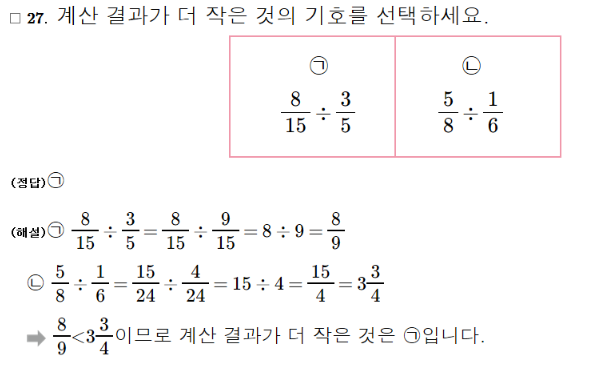 □ 27. 계산 결과가 더 작은 것의 기호를 선택하세요.
㉠ ㉡
8/15 ÷ 3/5 5/8 ÷ 1/6
(정답)㉠
(해설)㉠ 8/15 ÷ 3/5 = 8/15 ÷ 9/15 = 8 ÷ 9 = 8/9
㉡ 5/8 ÷ 1/6 = 15/24 ÷ 4/24 = 15 ÷ 4 = 15/4 = 3 3/4
➡ 8/9 < 3 3/4 이므로 계산 결과가 더 작은 것은 ㉠입니다.